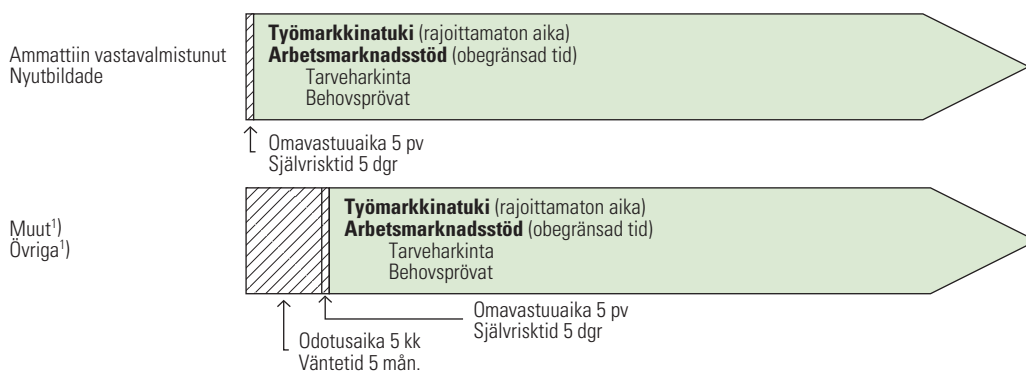 Ammattiin vastavalmistunut
Nyutbildade
Työmarkkinatuki (rajoittamaton aika)
Arbetsmarknadsstöd (obegränsad tid)
Tarveharkinta
Behovsprövat
Omavastuuaika 5 pv
Självrisktid 5 dgr
Muut¹)
Övriga¹)
Työmarkkinatuki (rajoittamaton aika)
Arbetsmarknadsstöd (obegränsad tid)
Tarveharkinta
Behovsprövat
Omavastuuaika 5 pv
Självrisktid 5 dgr
Odotusaika 5 kk
Väntetid 5 mån.